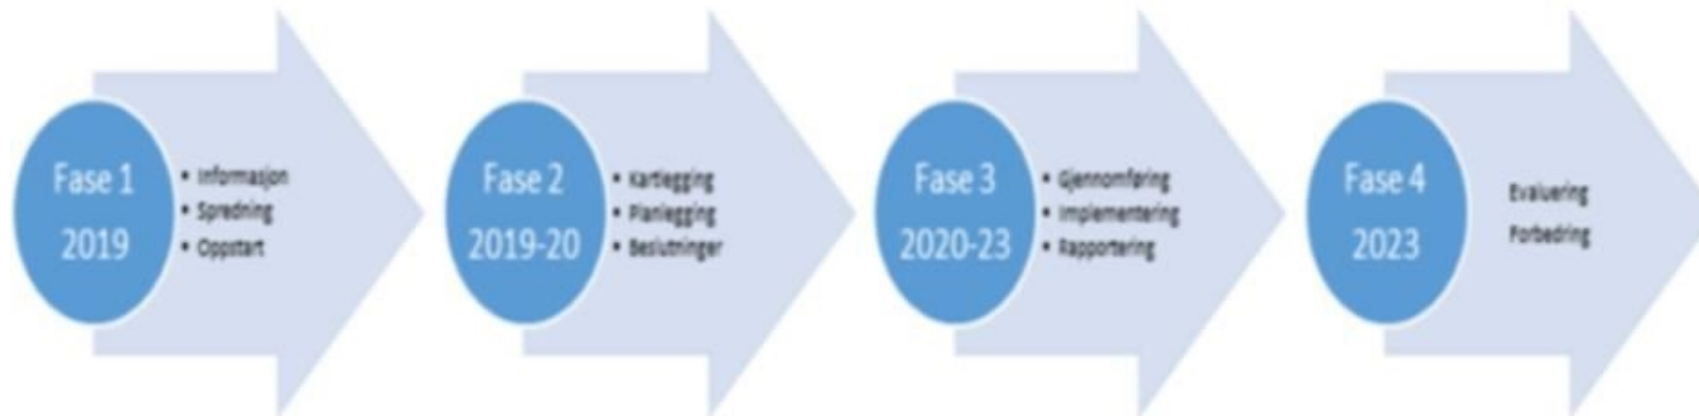 Fase 1
2019
• Informasjon
• Spredning
• Oppstart
Fase 2
2019-20
• Kartlegging
• Planlegging
• Beslutninger
Fase 3
2020-23
• Gjennomføring
• Implementering
• Rapportering
Fase 4
2023
Evaluering
Forbedring